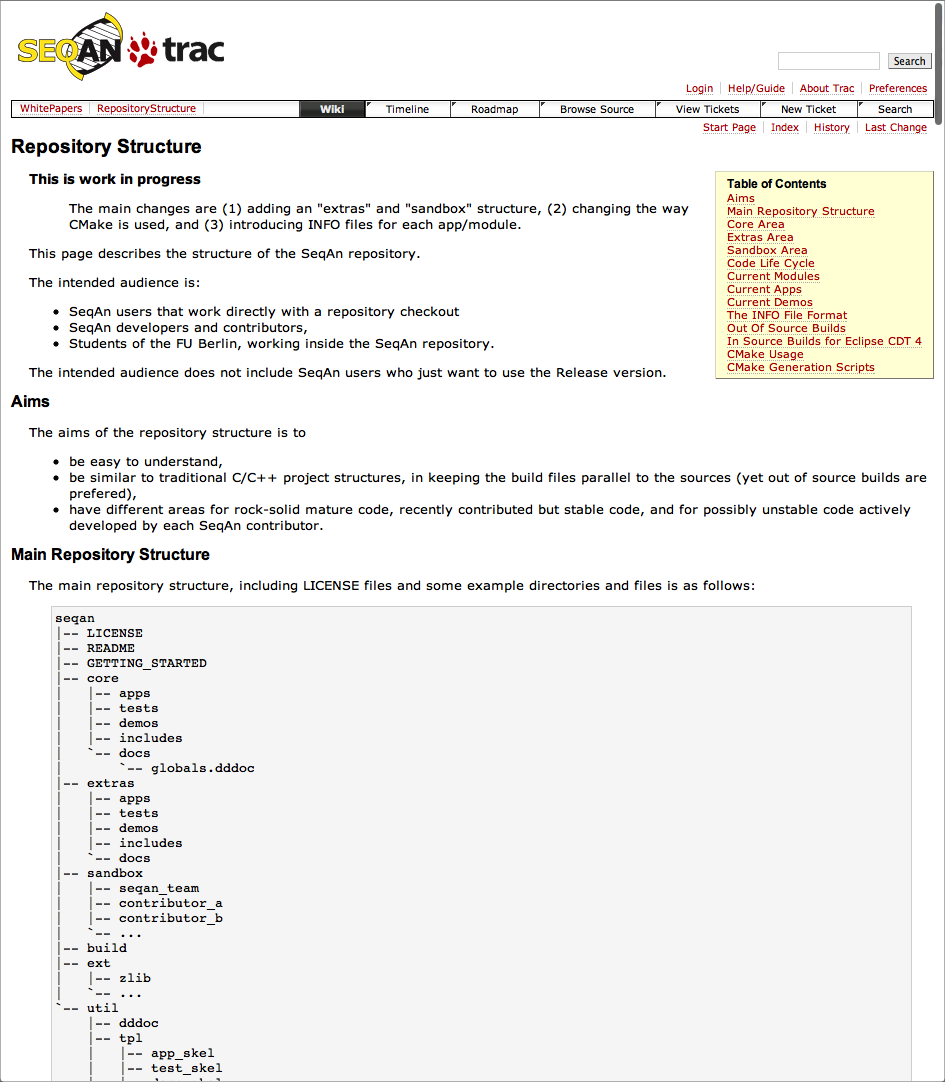 SEQAN trac
Search
Login Help/Guide About Trac Preferences
WhitePapers RepositoryStructure Wiki Timeline Roadmap Browse Source View Tickets New Ticket Search
Start Page Index History Last Change
Repository Structure
This is work in progress
The main changes are (1) adding an "extras" and "sandbox" structure, (2) changing the way
CMake is used, and (3) introducing INFO files for each app/module.
This page describes the structure of the SeqAn repository.
The intended audience is:
• SeqAn users that work directly with a repository checkout
• SeqAn developers and contributors,
• Students of the FU Berlin, working inside the SeqAn repository.
The intended audience does not include SeqAn users who just want to use the Release version.
Table of Contents
Aims
Main Repository Structure
Core Area
Extras Area
Sandbox Area
Code Life Cycle
Current Modules
Current Apps
Current Demos
The INFO File Format
Out Of Source Builds
In Source Builds for Eclipse CDT 4
CMake Usage
CMake Generation Scripts
Aims
The aims of the repository structure is to
• be easy to understand,
• be similar to traditional C/C++ project structures, in keeping the build files parallel to the sources (yet out of source builds are
prefered),
• have different areas for rock-solid mature code, recently contributed but stable code, and for possibly unstable code actively
developed by each SeqAn contributor.
Main Repository Structure
The main repository structure, including LICENSE files and some example directories and files is as follows:
seqan
|-- LICENSE
|-- README
|-- GETTING_STARTED
|-- core
|   |-- apps
|   |-- tests
|   |-- demos
|   |-- includes
|   `-- docs
|       `-- globals.dddoc
|-- extras
|   |-- apps
|   |-- tests
|   |-- demos
|   |-- includes
|   `-- docs
|-- sandbox
|   |-- seqan_team
|   |-- contributor_a
|   |-- contributor_b
|   `-- ...
|-- build
|-- ext
|   |-- zlib
|   `-- ...
`-- util
    |-- dddoc
    |-- tpl
    |   |-- app_skel
    |   |-- test_skel